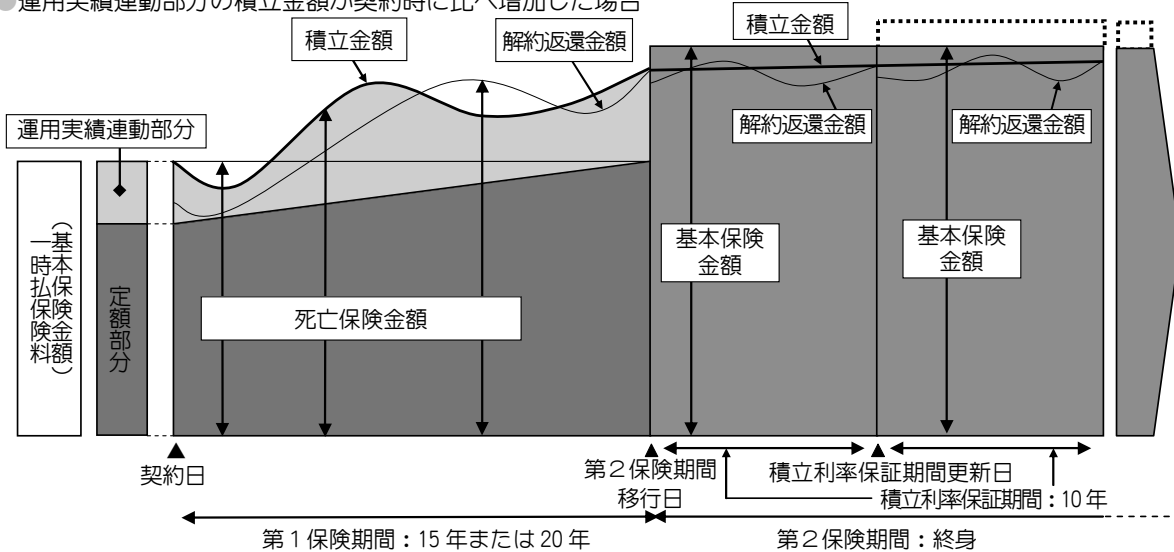 ●運用実績連動部分の積立金額が契約時に比べ増加した場合
積立金額
解約返還金額
積立金額
運用実績連動部分
解約返還金額
解約返還金額
一時払保険料
（基本保険金額）
定額部分
死亡保険金額
基本保険
金額
基本保険
金額
▲
契約日
▲
第２保険期間
移行日
▲
積立利率保証期間更新日
積立利率保証期間：10年
第１保険期間：15年または20年
第２保険期間：終身